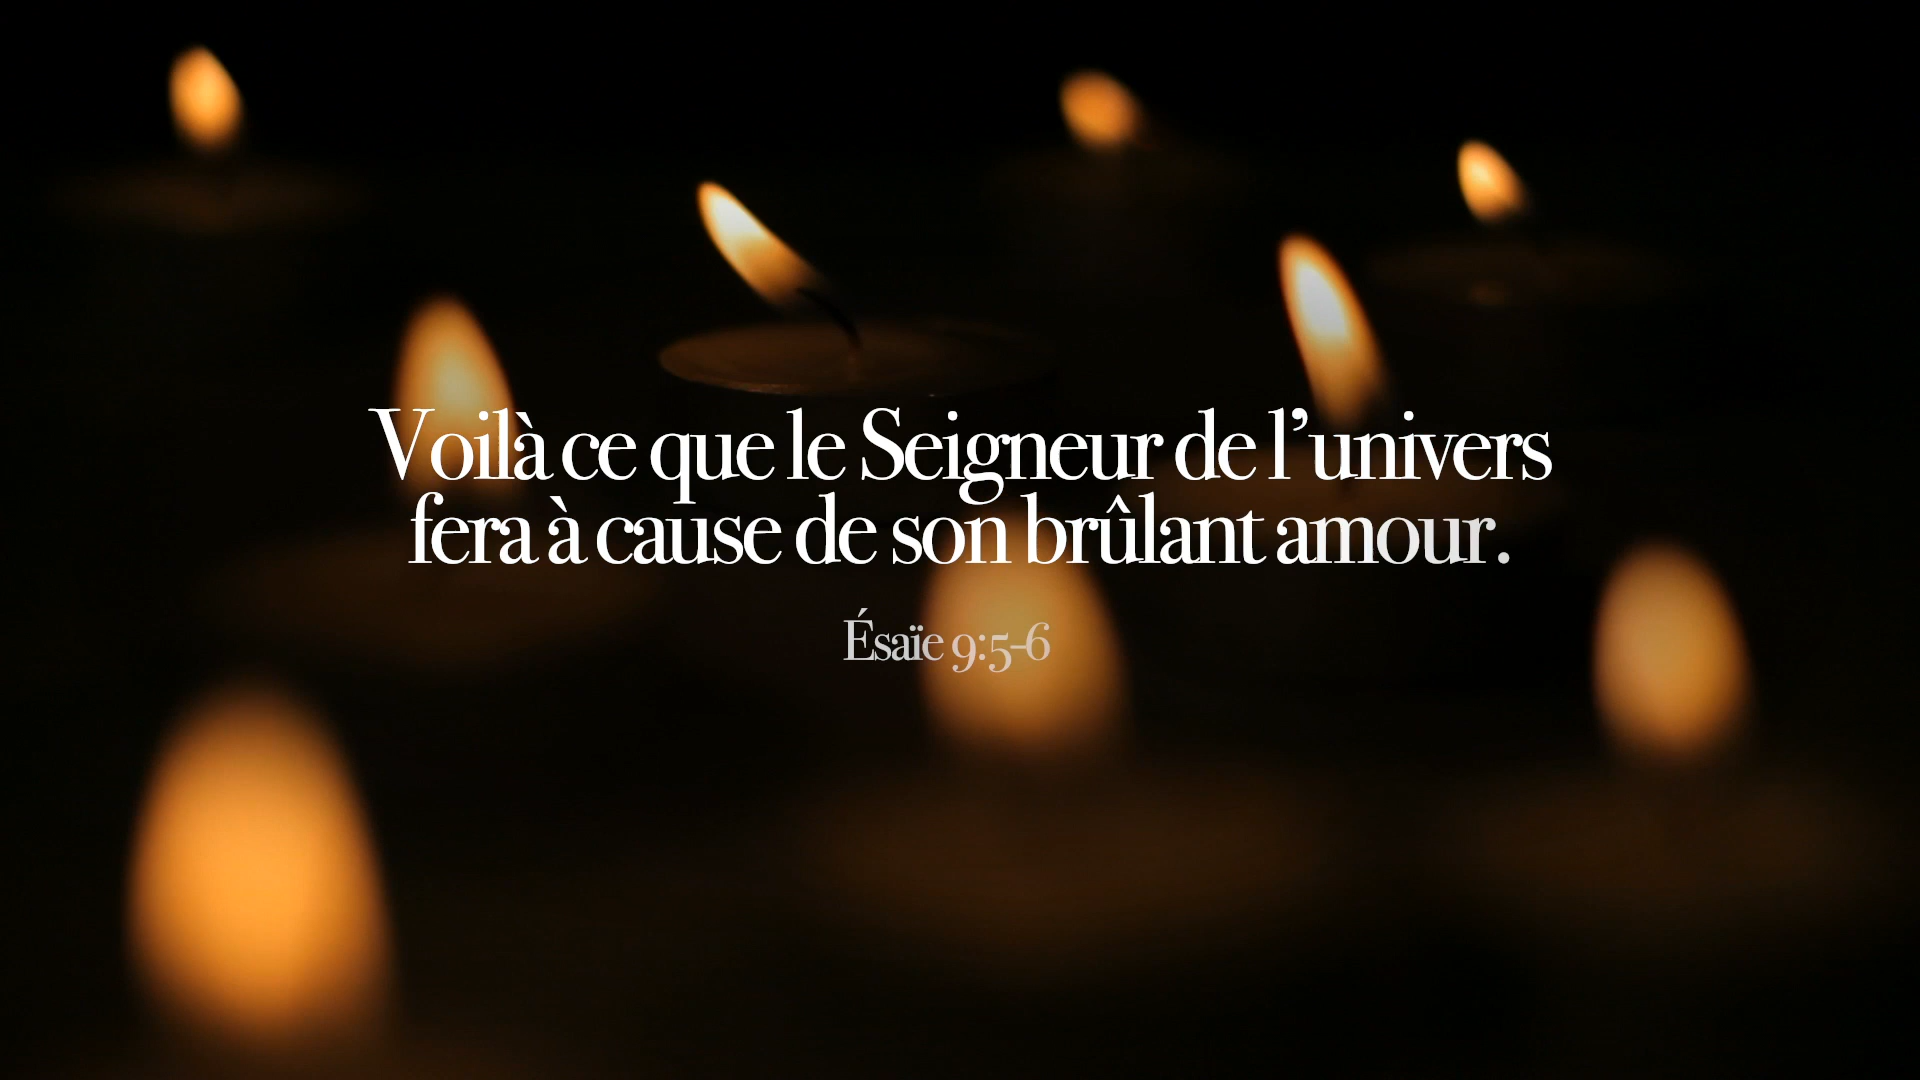 Voilà ce que le Seigneur de l’univers
fera à cause de son brûlant amour.
Ésaïe 9:5-6